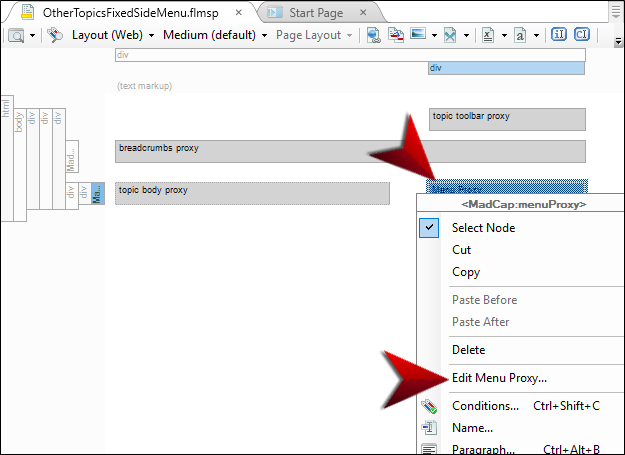 OtherTopicsFixedSideMenu.flmsp × Start Page ×
Layout (Web) Medium (default) Page Layout
div
div
(text markup)
html
body
div
div
div
Mad...
div
div
Ma...
topic toolbar proxy
breadcrumbs proxy
topic body proxy
Menu Proxy
<MadCap:menuProxy>
Select Node
Cut
Copy
Paste Before
Paste After
Delete
Edit Menu Proxy...
Conditions... Ctrl+Shift+C
Name...
Paragraph... Ctrl+Alt+B